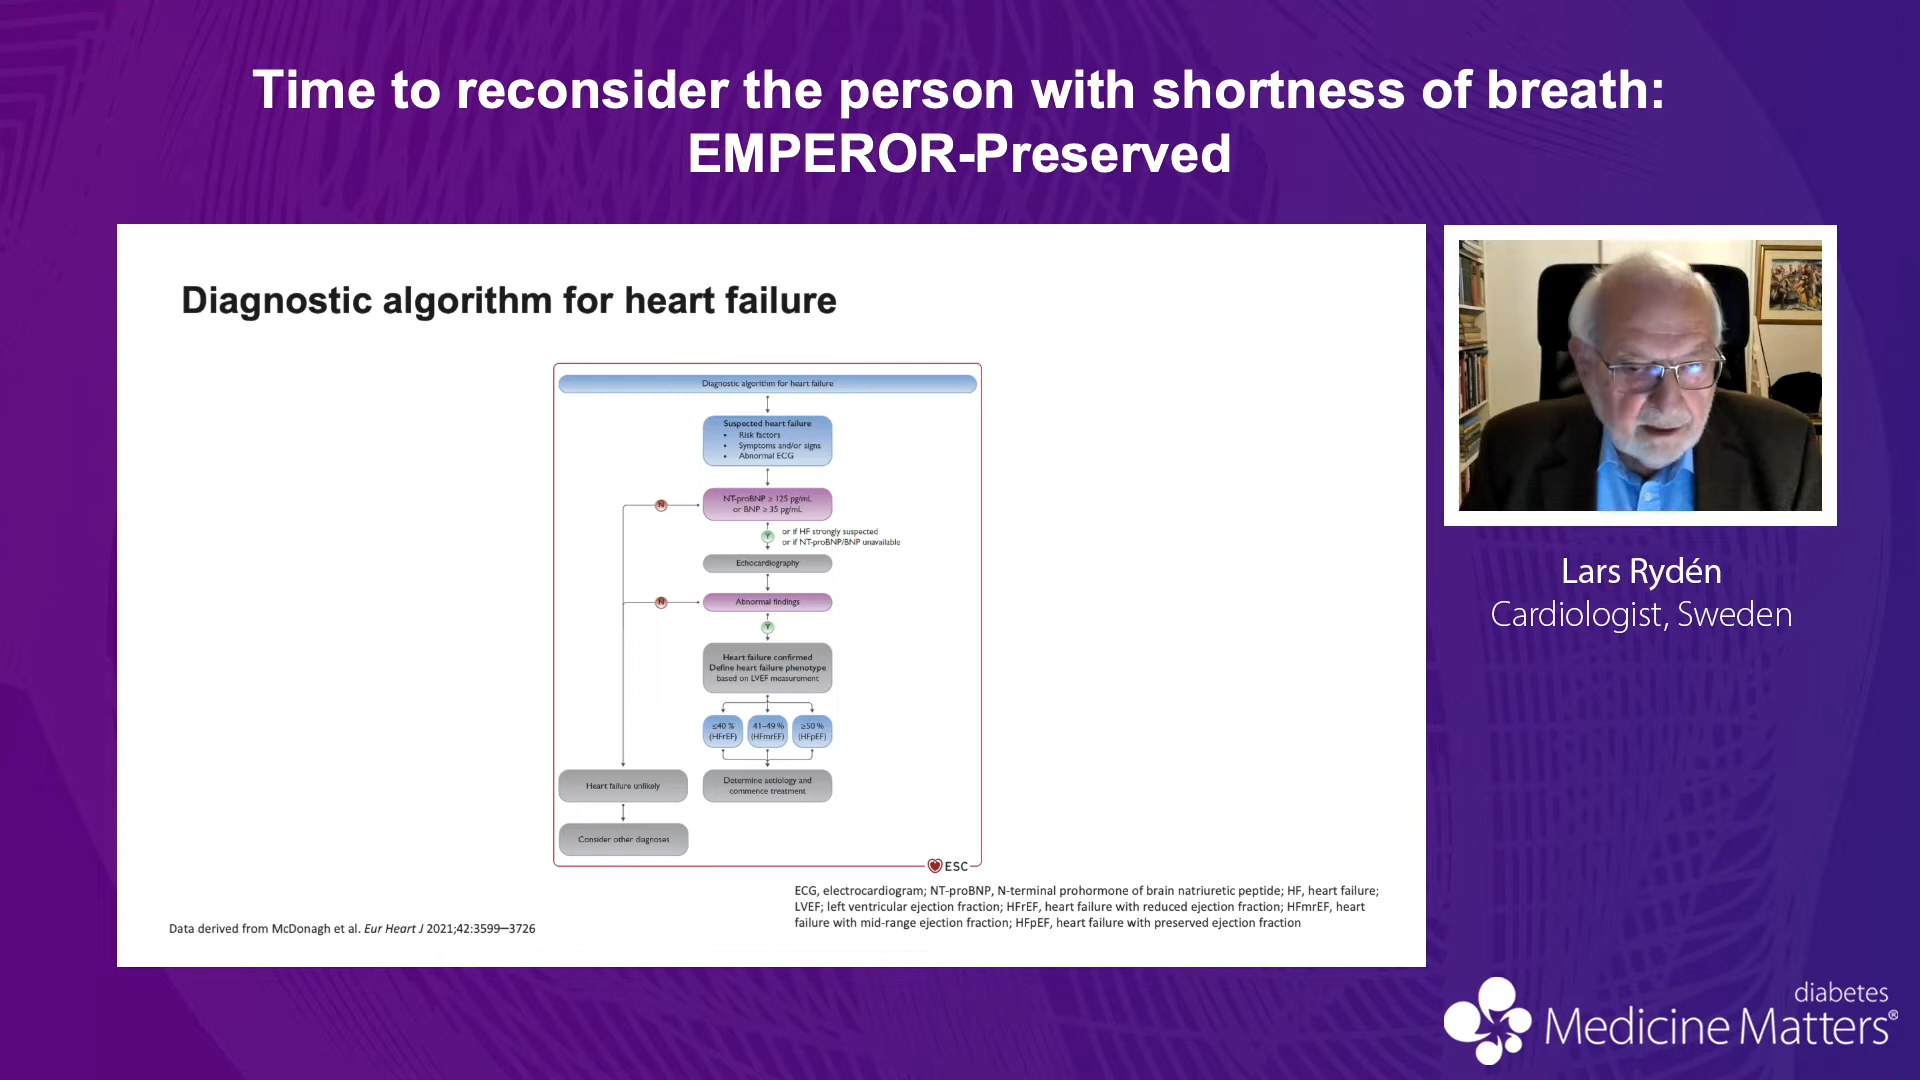 Time to reconsider the person with shortness of breath:
EMPEROR-Preserved
Diagnostic algorithm for heart failure
Diagnostic algorithm for heart failure
Suspected heart failure
• Risk factors
• Symptoms and/or signs
• Abnormal ECG
NT-proBNP ≥ 125 pg/mL
or BNP ≥ 35 pg/mL
N
Y
or if HF strongly suspected
or if NT-proBNP/BNP unavailable
Echocardiography
N
Abnormal findings
Y
Heart failure confirmed
Define heart failure phenotype
based on LVEF measurement
≤40 %
(HFrEF)
41–49 %
(HFmrEF)
≥50 %
(HFpEF)
Heart failure unlikely
Determine aetiology and
commence treatment
Consider other diagnoses
ESC
ECG, electrocardiogram; NT-proBNP, N-terminal prohormone of brain natriuretic peptide; HF, heart failure;
LVEF; left ventricular ejection fraction; HFrEF, heart failure with reduced ejection fraction; HFmrEF, heart
failure with mid-range ejection fraction; HFpEF, heart failure with preserved ejection fraction
Data derived from McDonagh et al. Eur Heart J 2021;42:3599–3726
Lars Rydén
Cardiologist, Sweden
diabetes
Medicine Matters®